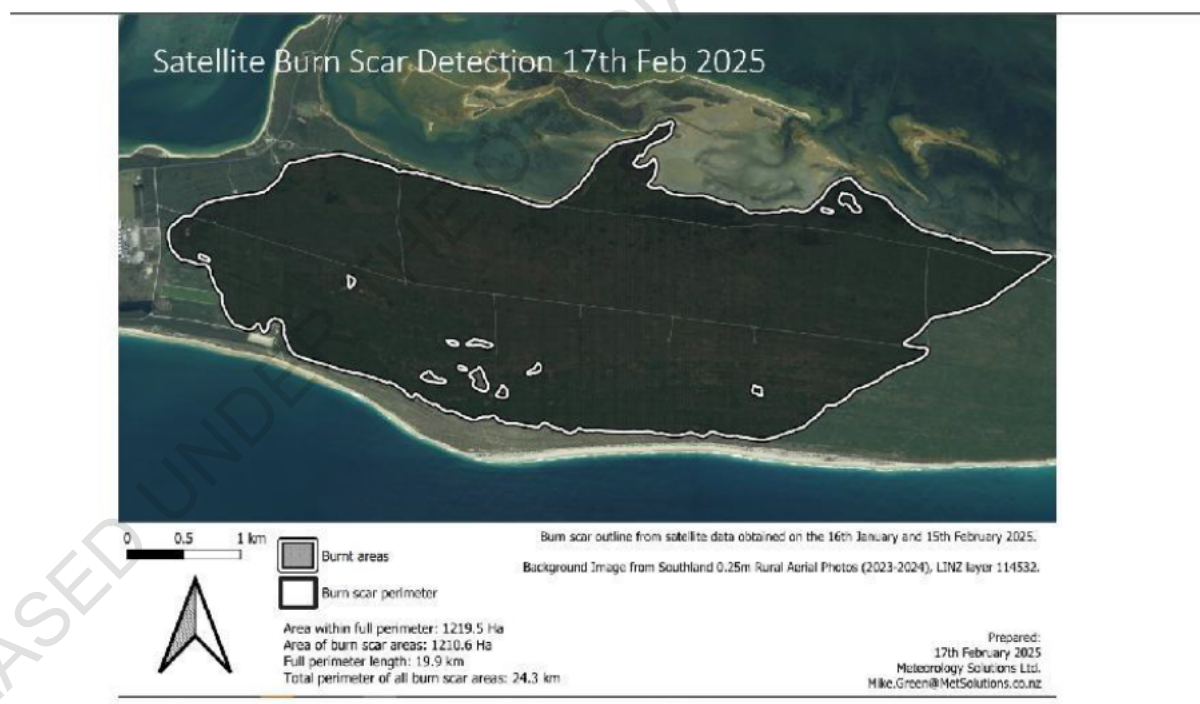 Satellite Burn Scar Detection 17th Feb 2025
0 0.5 1 km
Burnt areas
Burn scar perimeter
Area within full perimeter: 1219.5 Ha
Area of burn scar areas: 1210.6 Ha
Full perimeter length: 19.9 km
Total perimeter of all burn scar areas: 24.3 km
Burn scar outline from satellite data obtained on the 16th January and 15th February 2025.
Background Image from Southland 0.25m Rural Aerial Photos (2023-2024), LINZ layer 114532.
Prepared:
17th February 2025
Meteorology Solutions Ltd.
Mike.Green@MetSolutions.co.nz
ASED UNDER THE O CIA